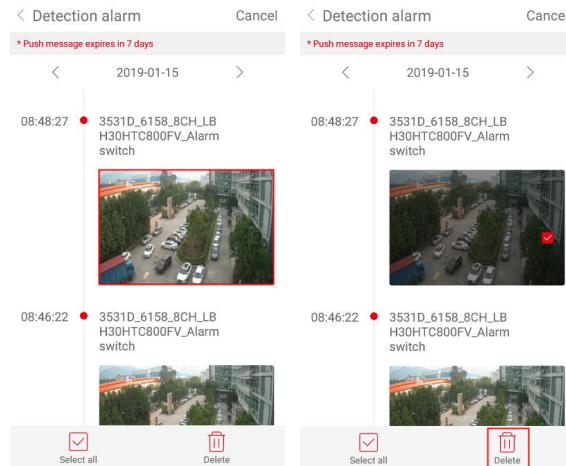 Detection alarm Cancel
* Push message expires in 7 days
2019-01-15
08:48:27 3531D_6158_8CH_LB
H30HTC800FV_Alarm
switch
08:46:22 3531D_6158_8CH_LB
H30HTC800FV_Alarm
switch
Select all Delete
Detection alarm Cance
* Push message expires in 7 days
2019-01-15
08:48:27 3531D_6158_8CH_LB
H30HTC800FV_Alarm
switch
08:46:22 3531D_6158_8CH_LB
H30HTC800FV_Alarm
switch
Select all Delete